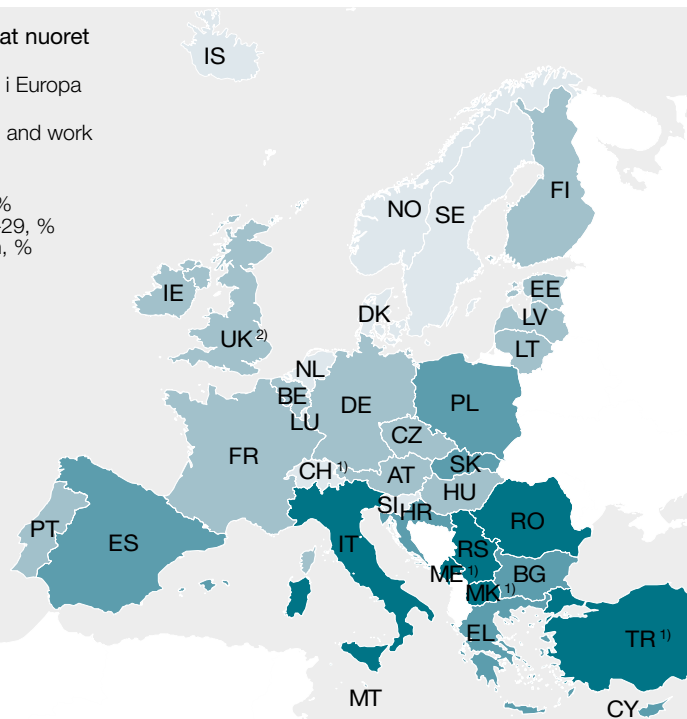 at nuoret
i Europa
and work
%
29, %
, %
IS
FI
NO SE
EE
IE
LV
DK
UK 2)
LT
NL
BE
DE
PL
LU
CZ
FR
SK
CH 1)
AT
HU
SI HR
RO
PT
ES
IT
RS
ME 1)
BG
MK 1)
EL
TR 1)
MT
CY